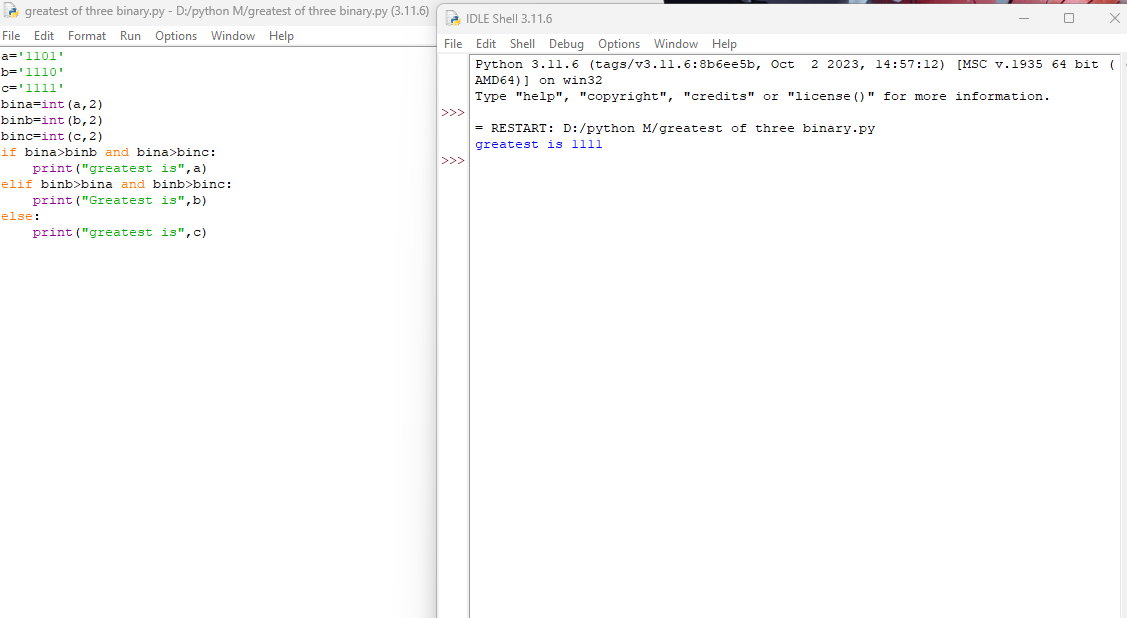 greatest of three binary.py - D:/python M/greatest of three binary.py (3.11.6)
File Edit Format Run Options Window Help
a='1101'
b='1110'
c='1111'
bina=int(a,2)
binb=int(b,2)
binc=int(c,2)
if bina>binb and bina>binc:
    print("greatest is",a)
elif binb>bina and binb>binc:
    print("Greatest is",b)
else:
    print("greatest is",c)
IDLE Shell 3.11.6
File Edit Shell Debug Options Window Help
Python 3.11.6 (tags/v3.11.6:8b6ee5b, Oct  2 2023, 14:57:12) [MSC v.1935 64 bit (
AMD64)] on win32
Type "help", "copyright", "credits" or "license()" for more information.
>>>
= RESTART: D:/python M/greatest of three binary.py
greatest is 1111
>>>